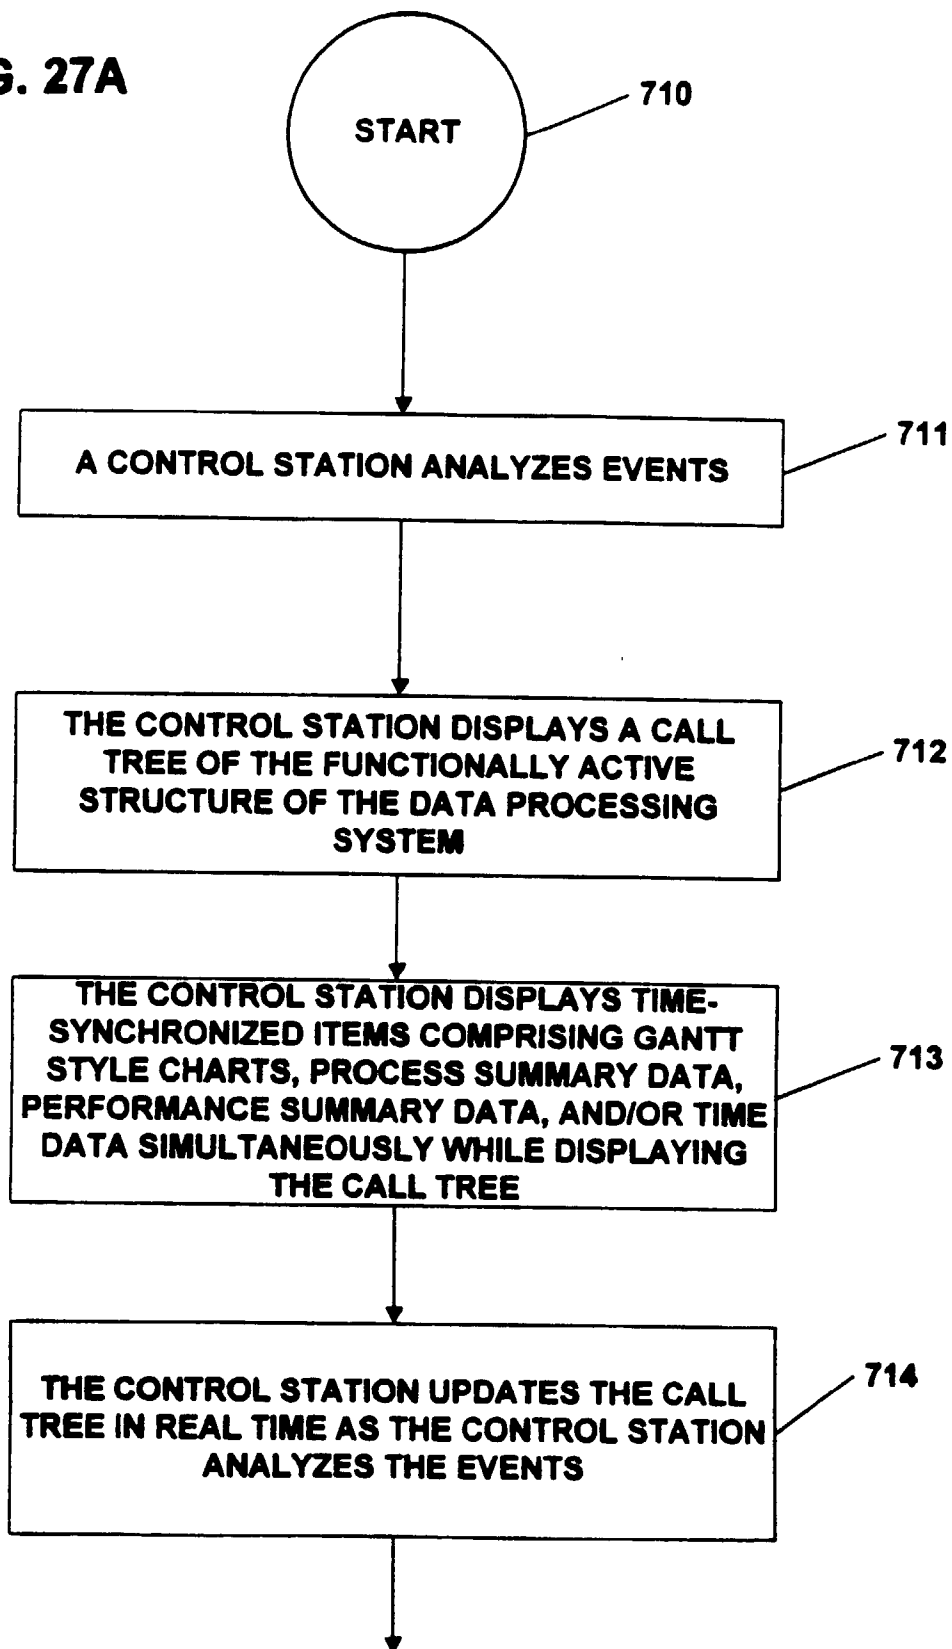 G. 27A
START
710
A CONTROL STATION ANALYZES EVENTS
711
THE CONTROL STATION DISPLAYS A CALL
TREE OF THE FUNCTIONALLY ACTIVE
STRUCTURE OF THE DATA PROCESSING
SYSTEM
712
THE CONTROL STATION DISPLAYS TIME-
SYNCHRONIZED ITEMS COMPRISING GANTT
STYLE CHARTS, PROCESS SUMMARY DATA,
PERFORMANCE SUMMARY DATA, AND/OR TIME
DATA SIMULTANEOUSLY WHILE DISPLAYING
THE CALL TREE
713
THE CONTROL STATION UPDATES THE CALL
TREE IN REAL TIME AS THE CONTROL STATION
ANALYZES THE EVENTS
714